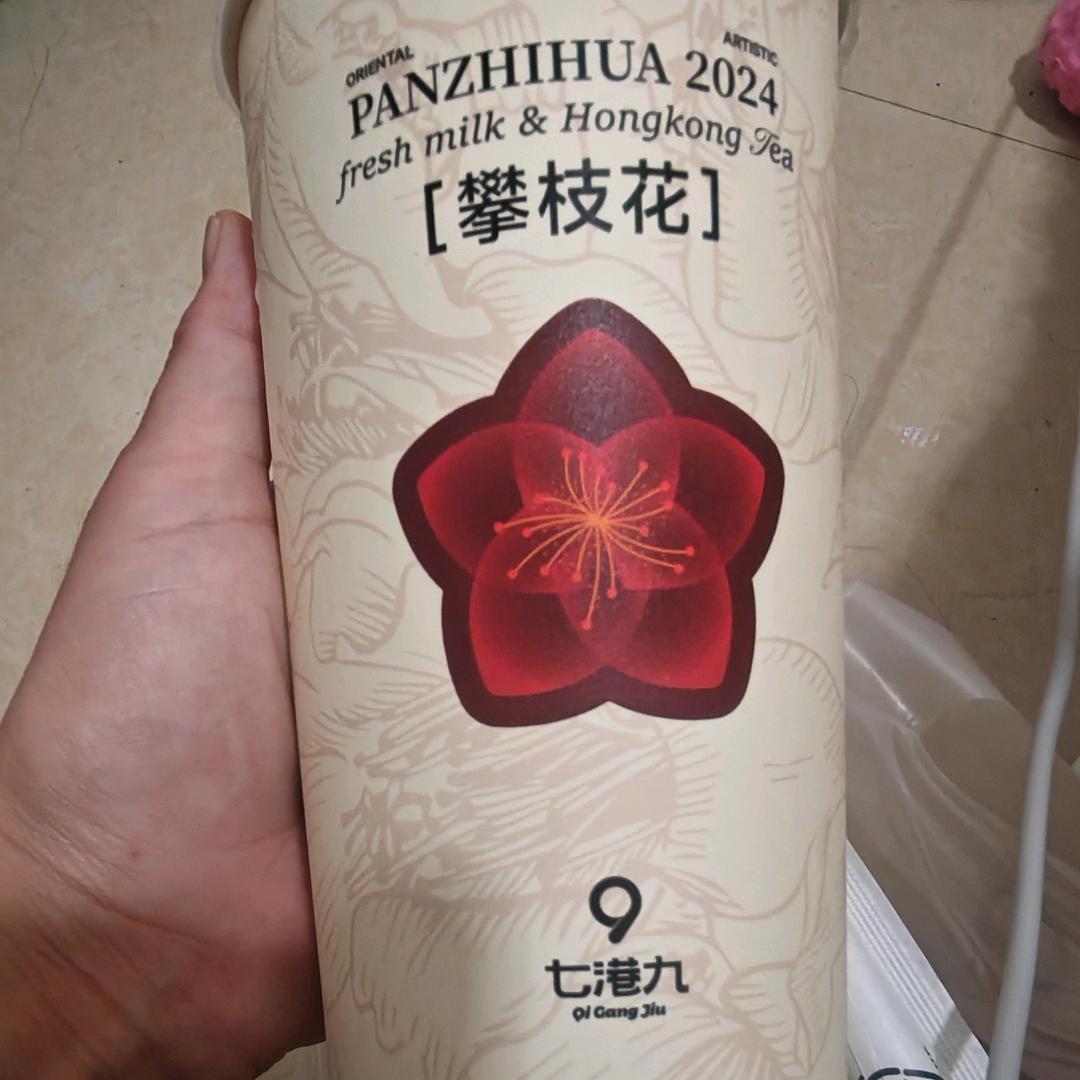 ORIENTAL ARTISTIC
PANZHIHUA 2024
fresh milk & Hongkong Tea
[攀枝花]
9
七港九
Qi Gang Jiu